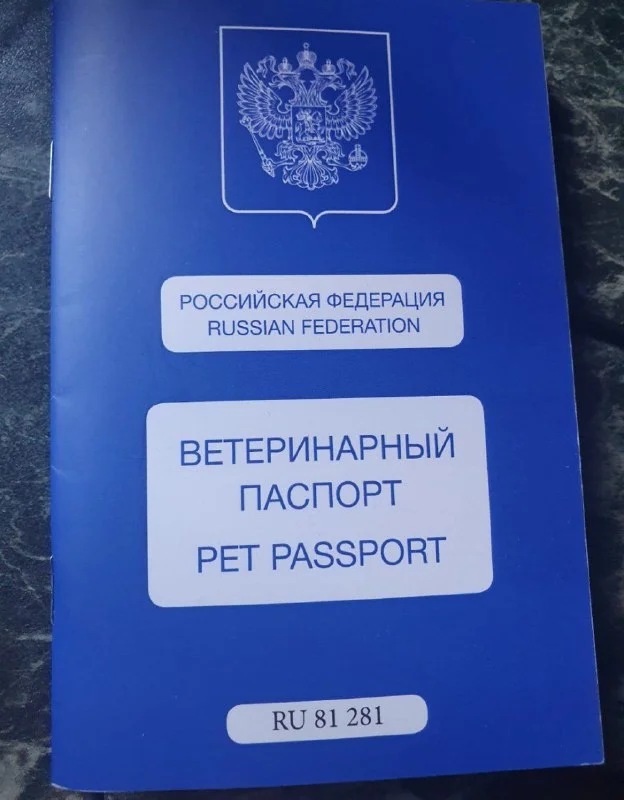 РОССИЙСКАЯ ФЕДЕРАЦИЯ
RUSSIAN FEDERATION
ВЕТЕРИНАРНЫЙ
ПАСПОРТ
PET PASSPORT
RU 81 281